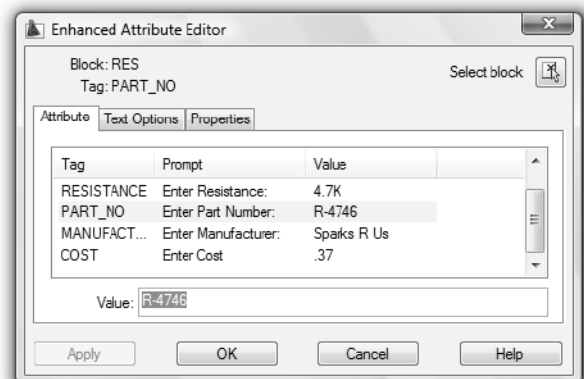 Enhanced Attribute Editor
Block: RES
Tag: PART_NO
Select block
Attribute Text Options Properties
Tag Prompt Value
RESISTANCE Enter Resistance: 4.7K
PART_NO Enter Part Number: R-4746
MANUFACT... Enter Manufacturer: Sparks R Us
COST Enter Cost .37
Value: R-4746
Apply OK Cancel Help